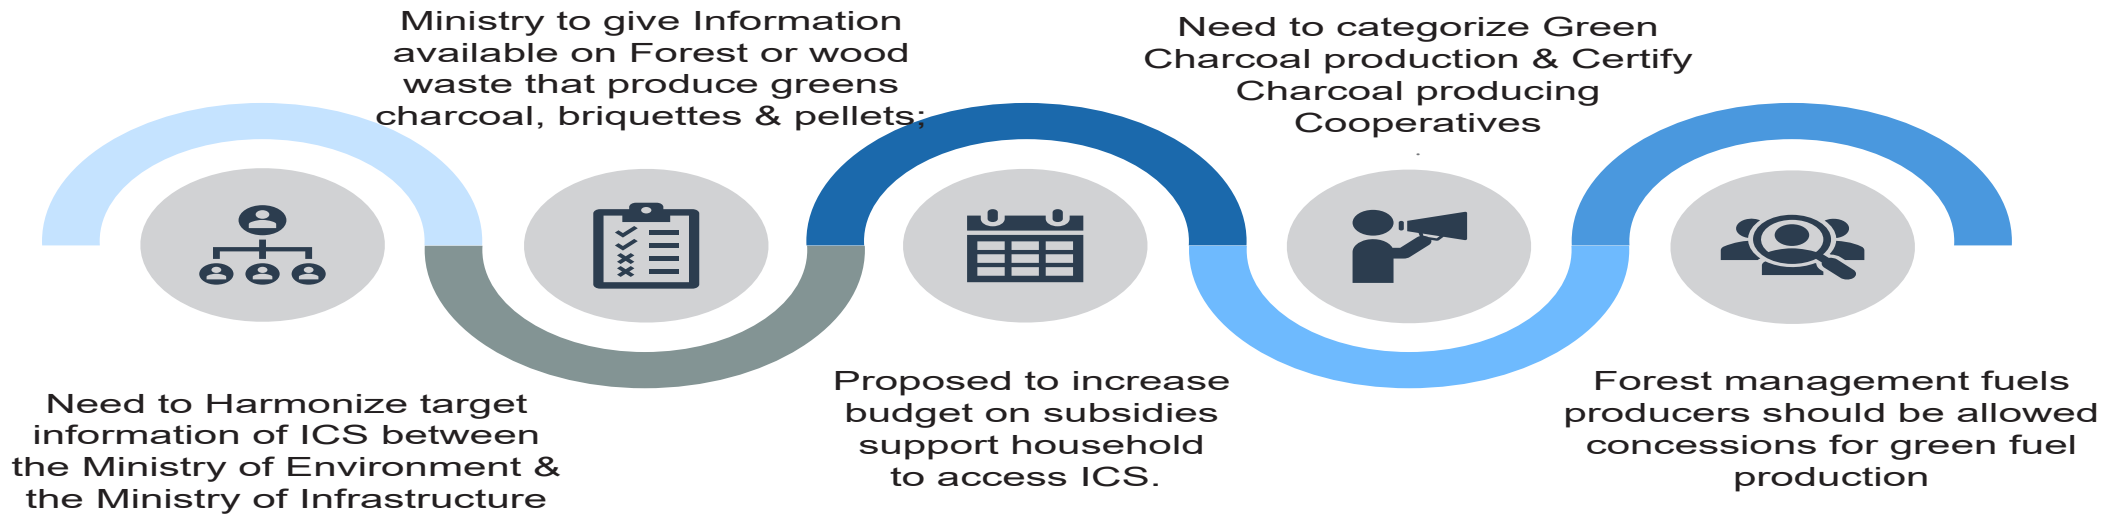 Need to Harmonize target
information of ICS between
the Ministry of Environment &
the Ministry of Infrastructure
Ministry to give Information
available on Forest or wood
waste that produce greens
charcoal, briquettes & pellets;
Proposed to increase
budget on subsidies
support household
to access ICS.
Need to categorize Green
Charcoal production & Certify
Charcoal producing
Cooperatives
.
Forest management fuels
producers should be allowed
concessions for green fuel
production